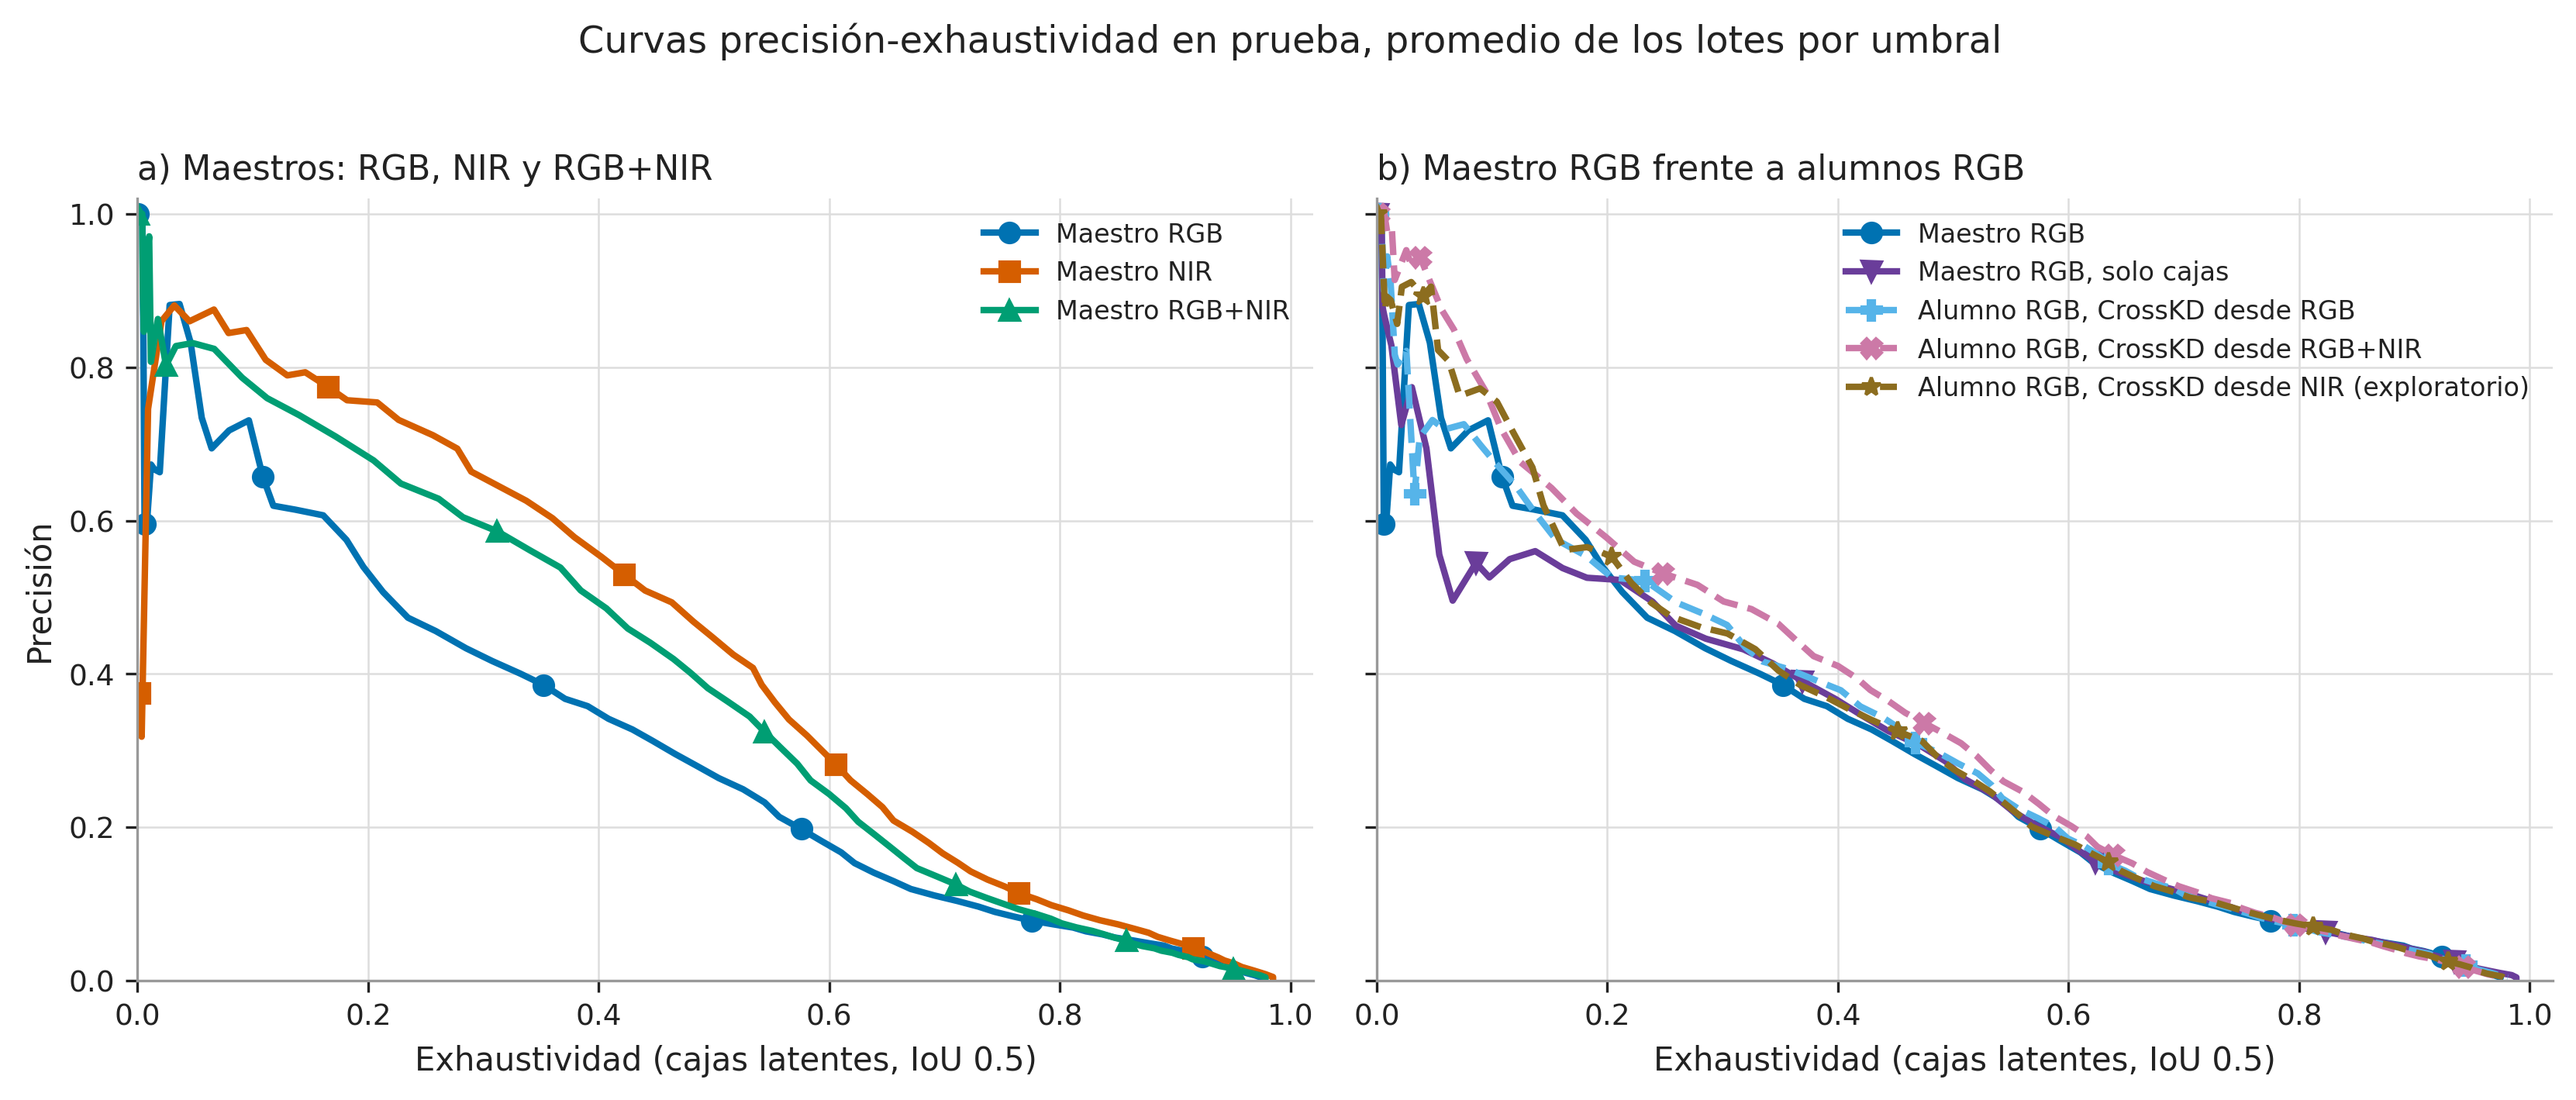 Curvas precisión-exhaustividad en prueba, promedio de los lotes por umbral
a) Maestros: RGB, NIR y RGB+NIR
Maestro RGB
Maestro NIR
Maestro RGB+NIR
1.0
0.8
0.6
0.4
0.2
0.0
Precisión
0.0 0.2 0.4 0.6 0.8 1.0
Exhaustividad (cajas latentes, IoU 0.5)
b) Maestro RGB frente a alumnos RGB
Maestro RGB
Maestro RGB, solo cajas
Alumno RGB, CrossKD desde RGB
Alumno RGB, CrossKD desde RGB+NIR
Alumno RGB, CrossKD desde NIR (exploratorio)
0.0 0.2 0.4 0.6 0.8 1.0
Exhaustividad (cajas latentes, IoU 0.5)